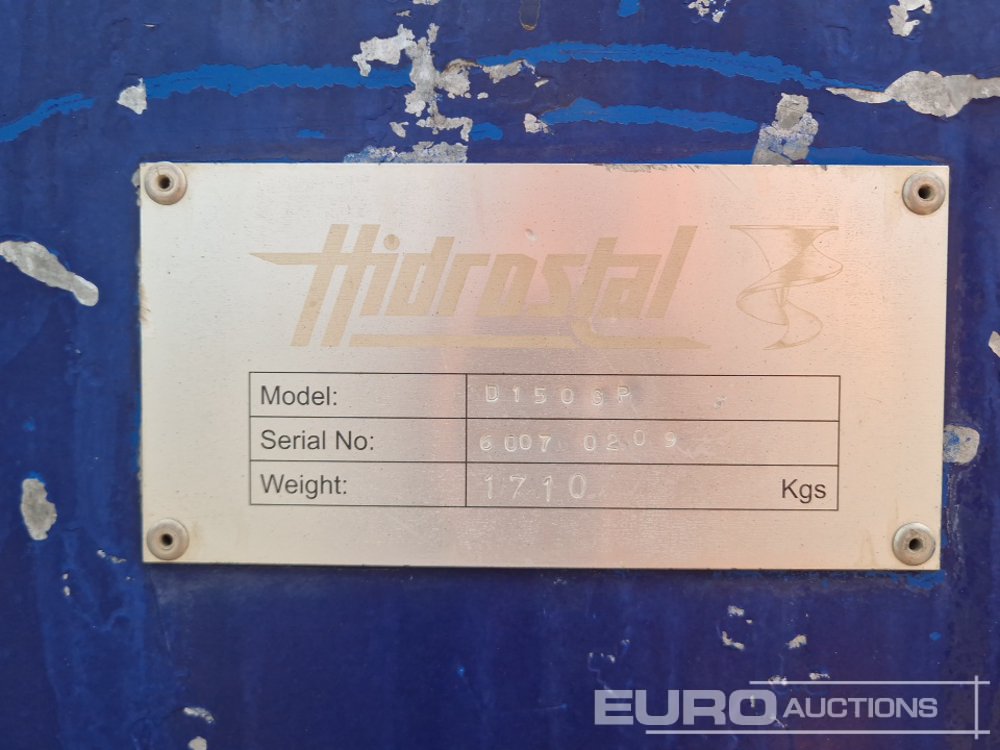 Hidrostal
Model: D150SP
Serial No: 6007 0209
Weight: 1710 Kgs
EURO AUCTIONS